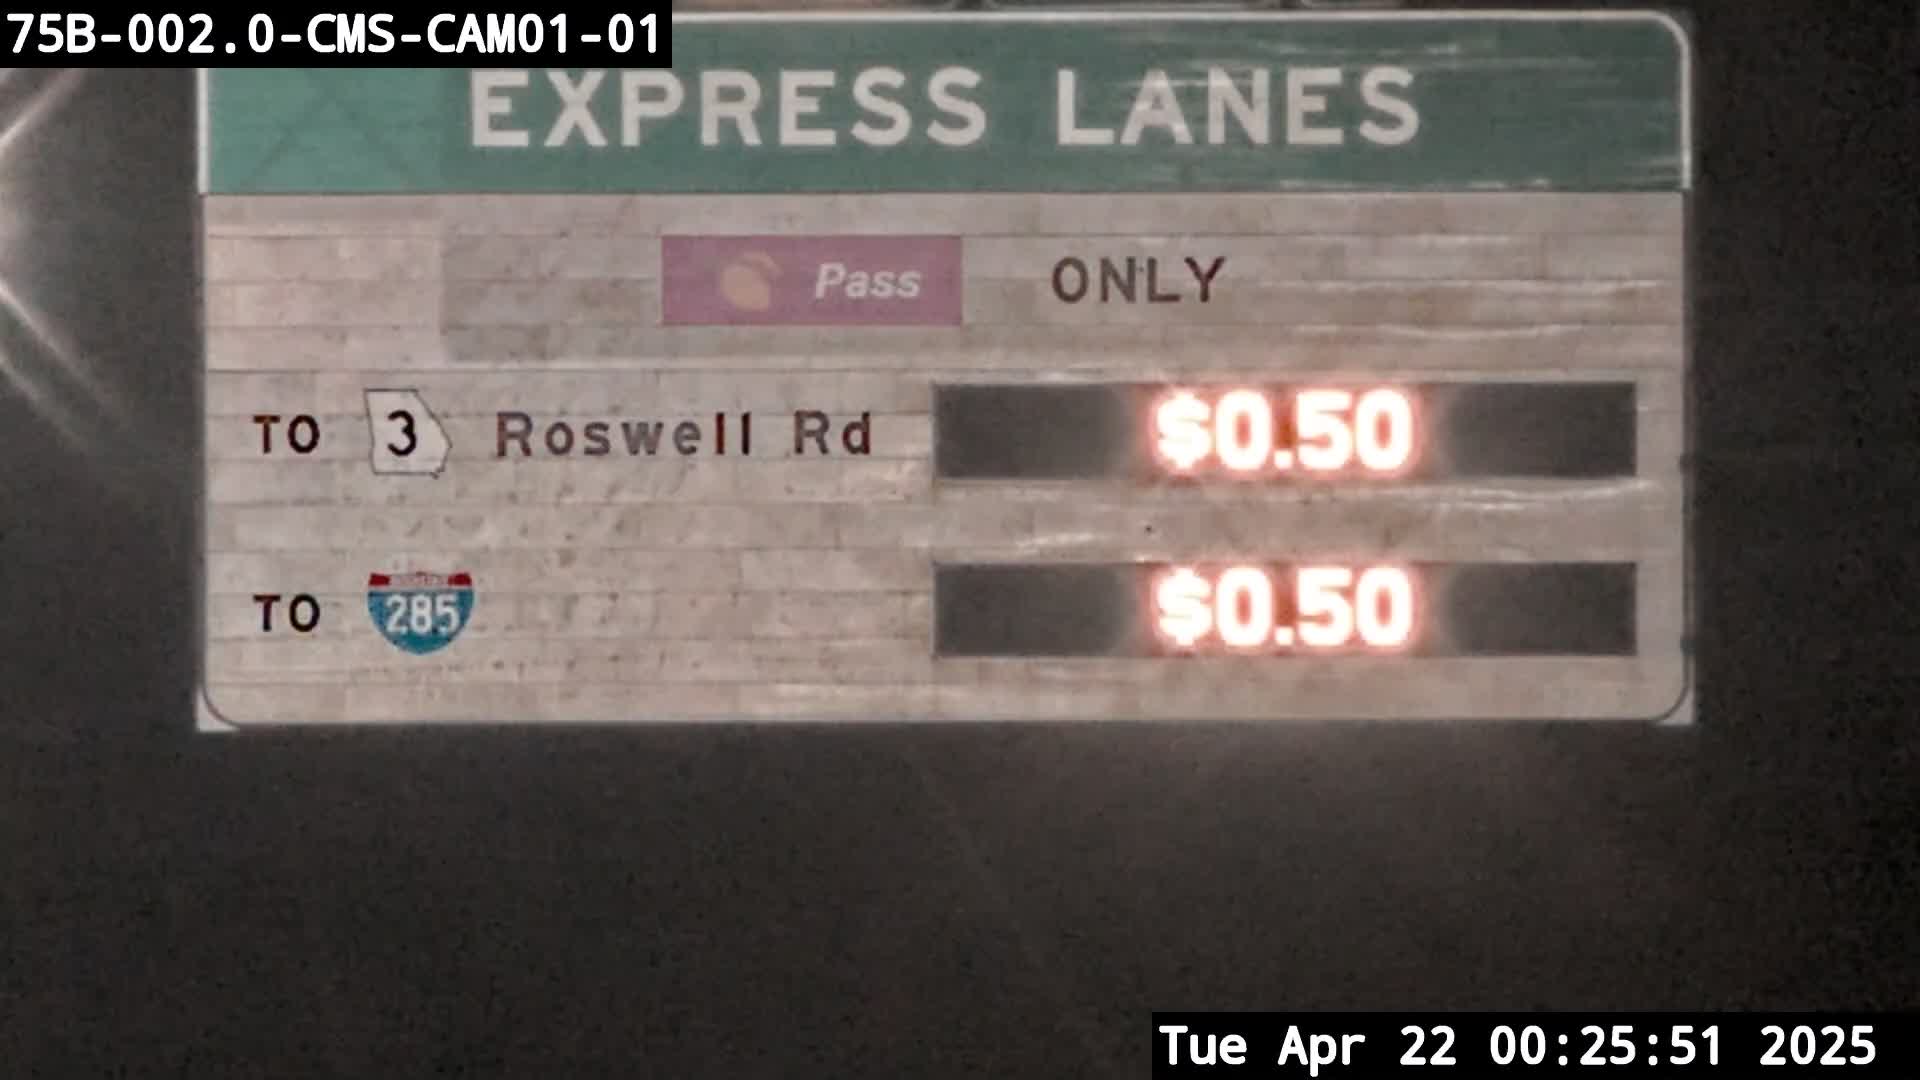 75B-002.0-CMS-CAM01-01
EXPRESS LANES
Pass ONLY
TO 3 Roswell Rd $0.50
TO 285 $0.50
Tue Apr 22 00:25:51 2025